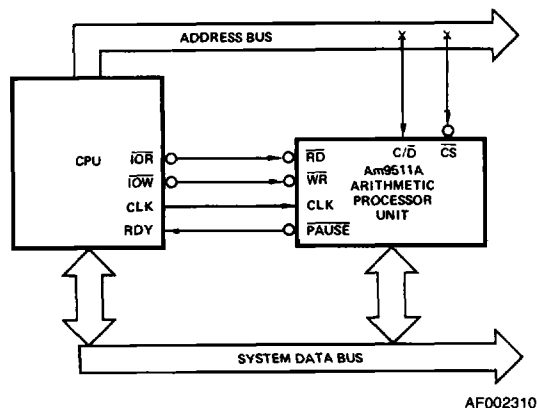 ADDRESS BUS
CPU
IOR
IOW
CLK
RDY
RD
WR
CLK
PAUSE
C/D
CS
Am9511A
ARITHMETIC
PROCESSOR
UNIT
SYSTEM DATA BUS
AF002310